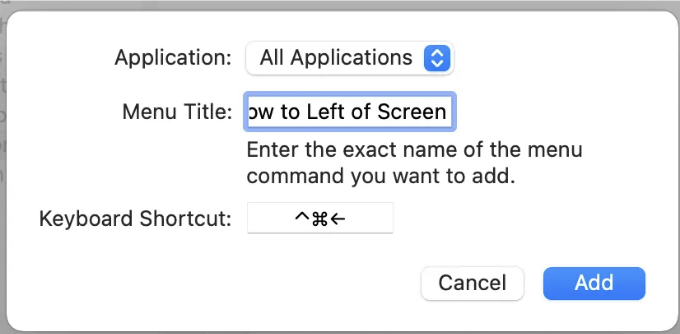 Application: All Applications
Menu Title: ow to Left of Screen
Enter the exact name of the menu
command you want to add.
Keyboard Shortcut: ^⌘←
Cancel Add